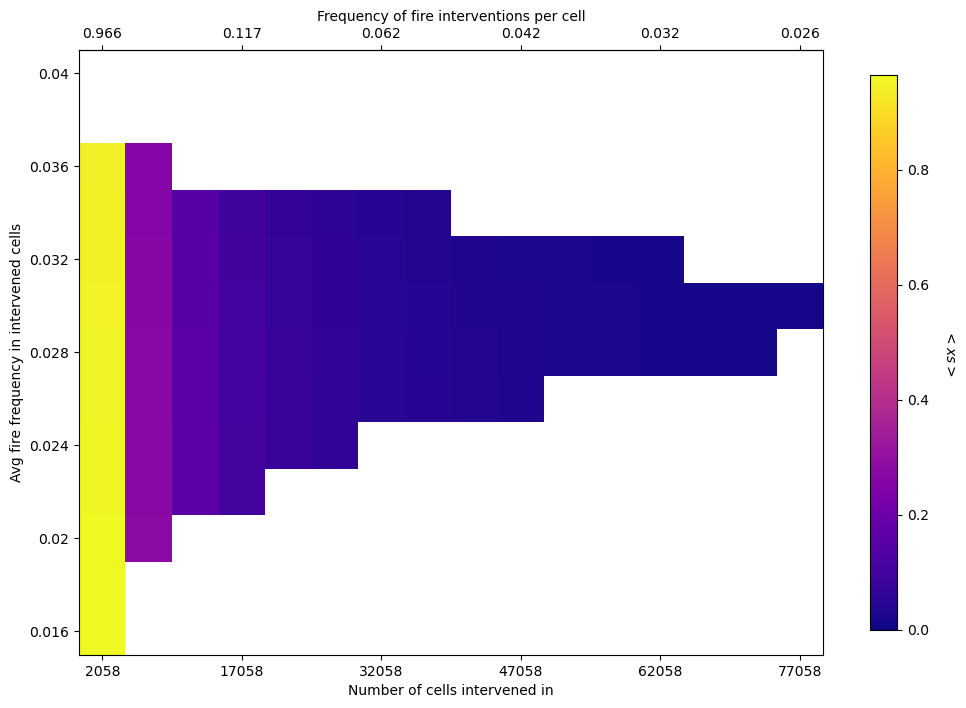 Frequency of fire interventions per cell
0.966 0.117 0.062 0.042 0.032 0.026
0.04
0.036
0.032
0.028
0.024
0.02
0.016
Avg fire frequency in intervened cells
2058 17058 32058 47058 62058 77058
Number of cells intervened in
0.8
0.6
0.4
0.2
0.0
< sx >